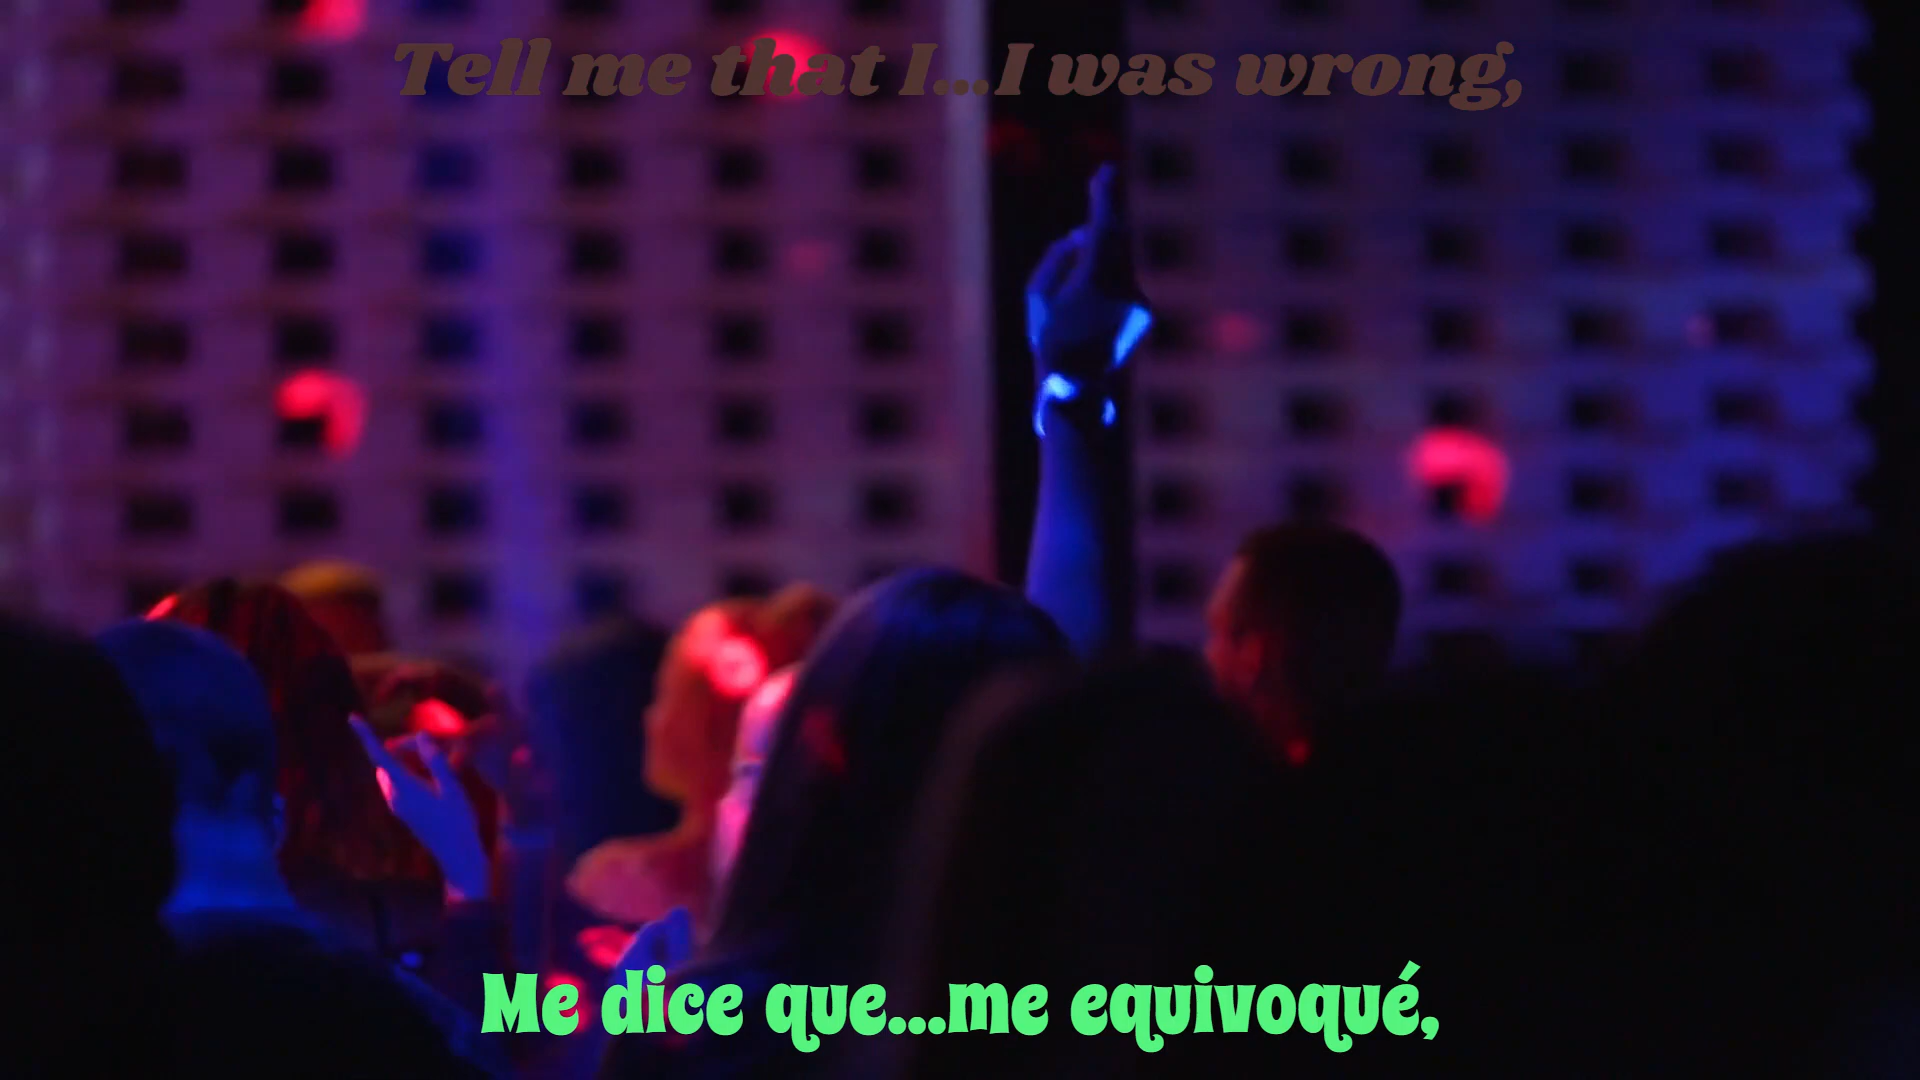 Tell me that I...I was wrong,
Me dice que...me equivoqué,